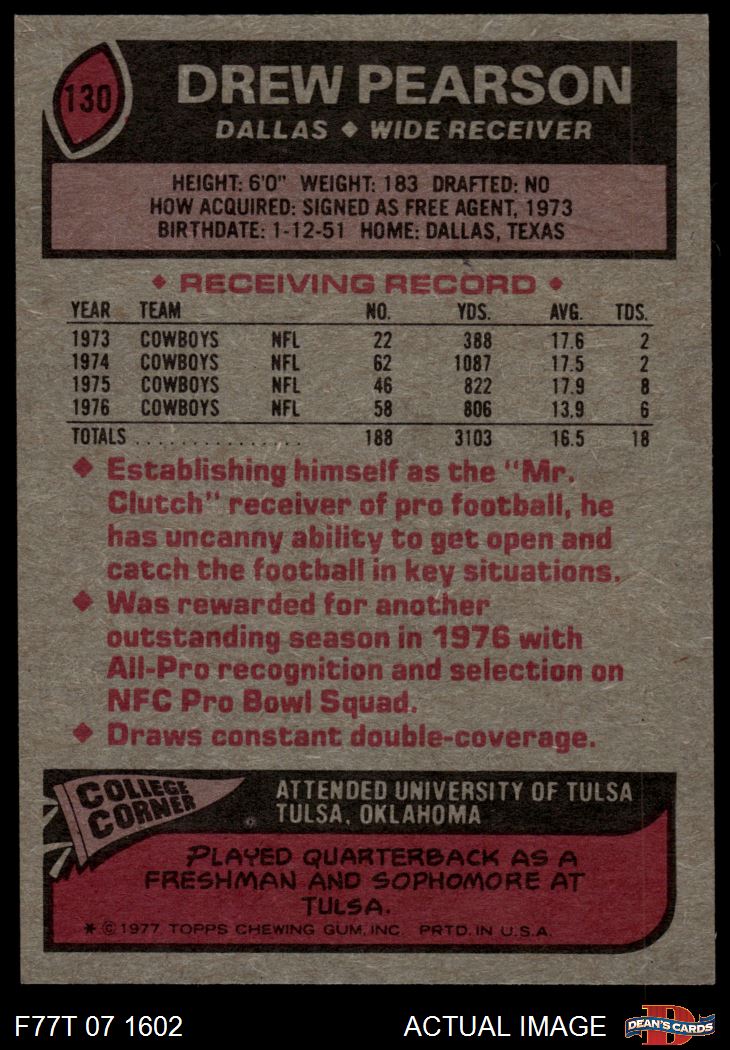 130
DREW PEARSON
DALLAS ◆ WIDE RECEIVER
HEIGHT: 6'0" WEIGHT: 183 DRAFTED: NO
HOW ACQUIRED: SIGNED AS FREE AGENT, 1973
BIRTHDATE: 1-12-51 HOME: DALLAS, TEXAS
◆ RECEIVING RECORD ◆
YEAR TEAM NO. YDS. AVG. TDS.
1973 COWBOYS NFL 22 388 17.6 2
1974 COWBOYS NFL 62 1087 17.5 2
1975 COWBOYS NFL 46 822 17.9 8
1976 COWBOYS NFL 58 806 13.9 6
TOTALS . . . . . . . . . . . . . . . . 188 3103 16.5 18
◆ Establishing himself as the "Mr.
Clutch" receiver of pro football, he
has uncanny ability to get open and
catch the football in key situations.
◆ Was rewarded for another
outstanding season in 1976 with
All-Pro recognition and selection on
NFC Pro Bowl Squad.
◆ Draws constant double-coverage.
COLLEGE
CORNER
ATTENDED UNIVERSITY OF TULSA
TULSA, OKLAHOMA
PLAYED QUARTERBACK AS A
FRESHMAN AND SOPHOMORE AT
TULSA.
* © 1977 TOPPS CHEWING GUM, INC. PRTD. IN U.S.A.
F77T 07 1602 ACTUAL IMAGE
D
DEAN'S CARDS